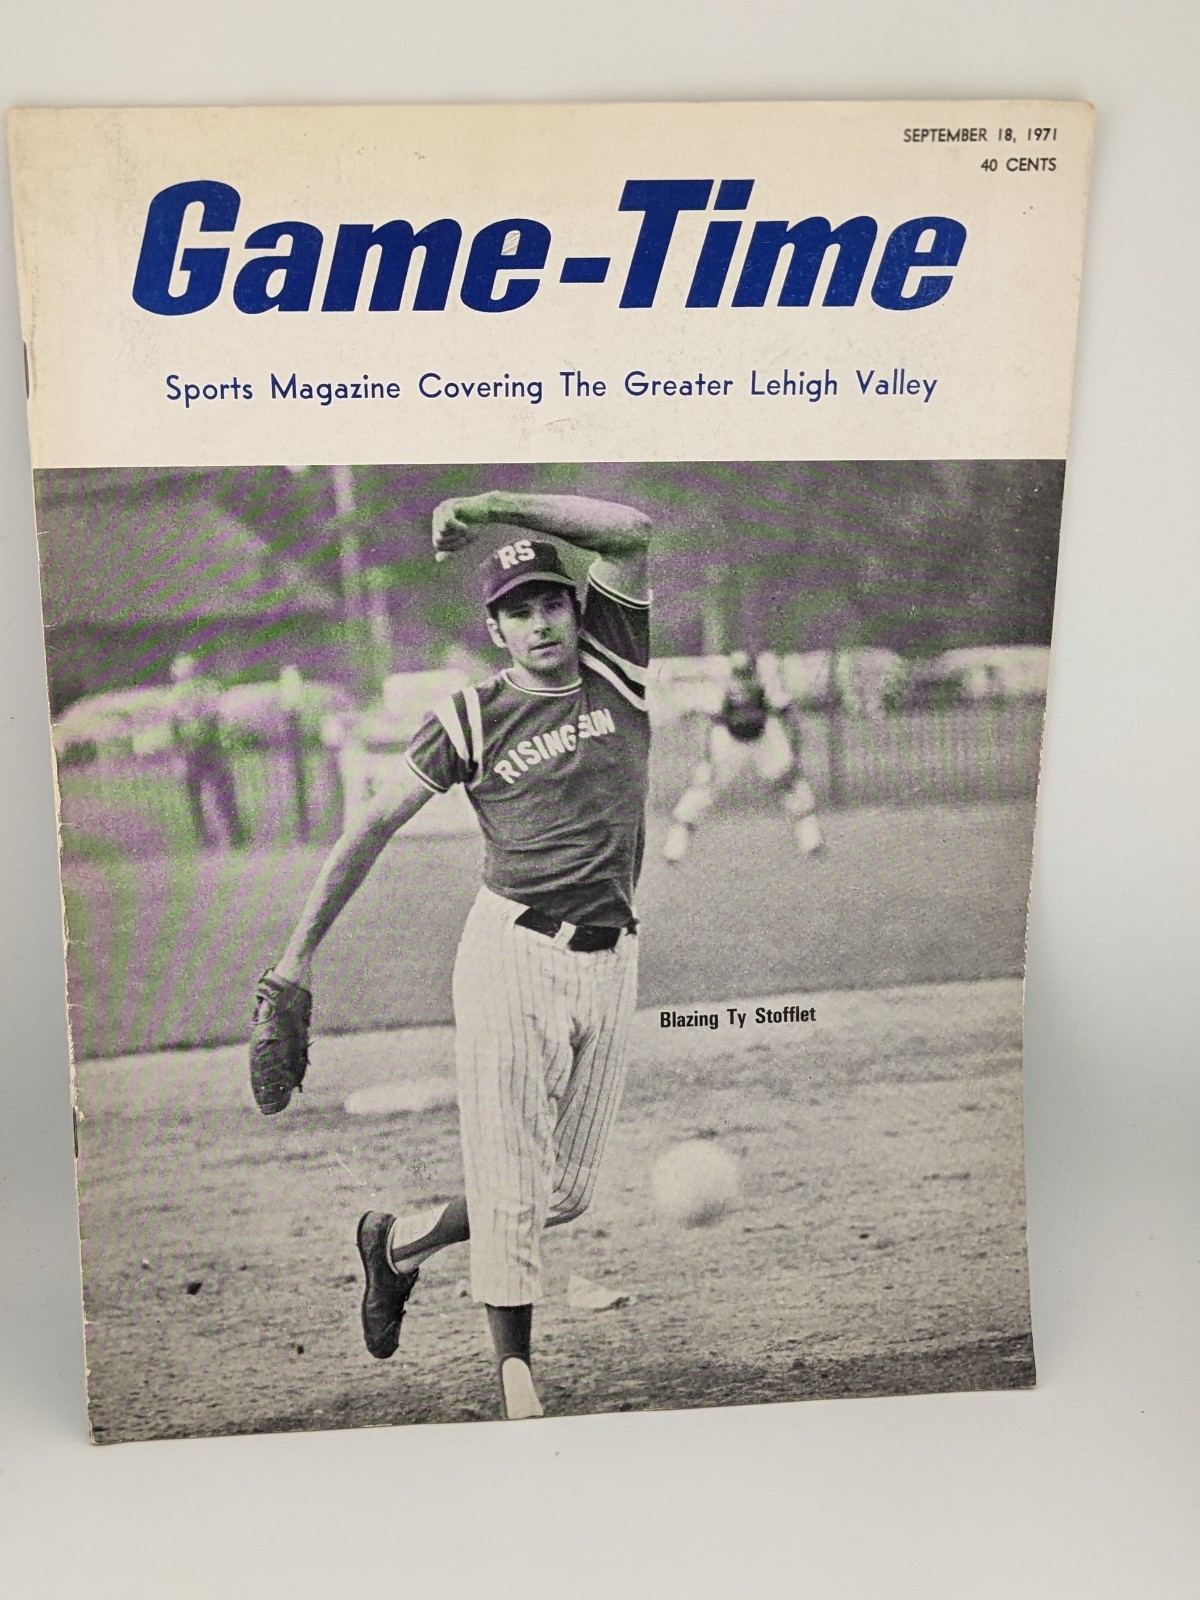 SEPTEMBER 18, 1971
40 CENTS
Game-Time
Sports Magazine Covering The Greater Lehigh Valley
RS
RISING SUN
Blazing Ty Stofflet